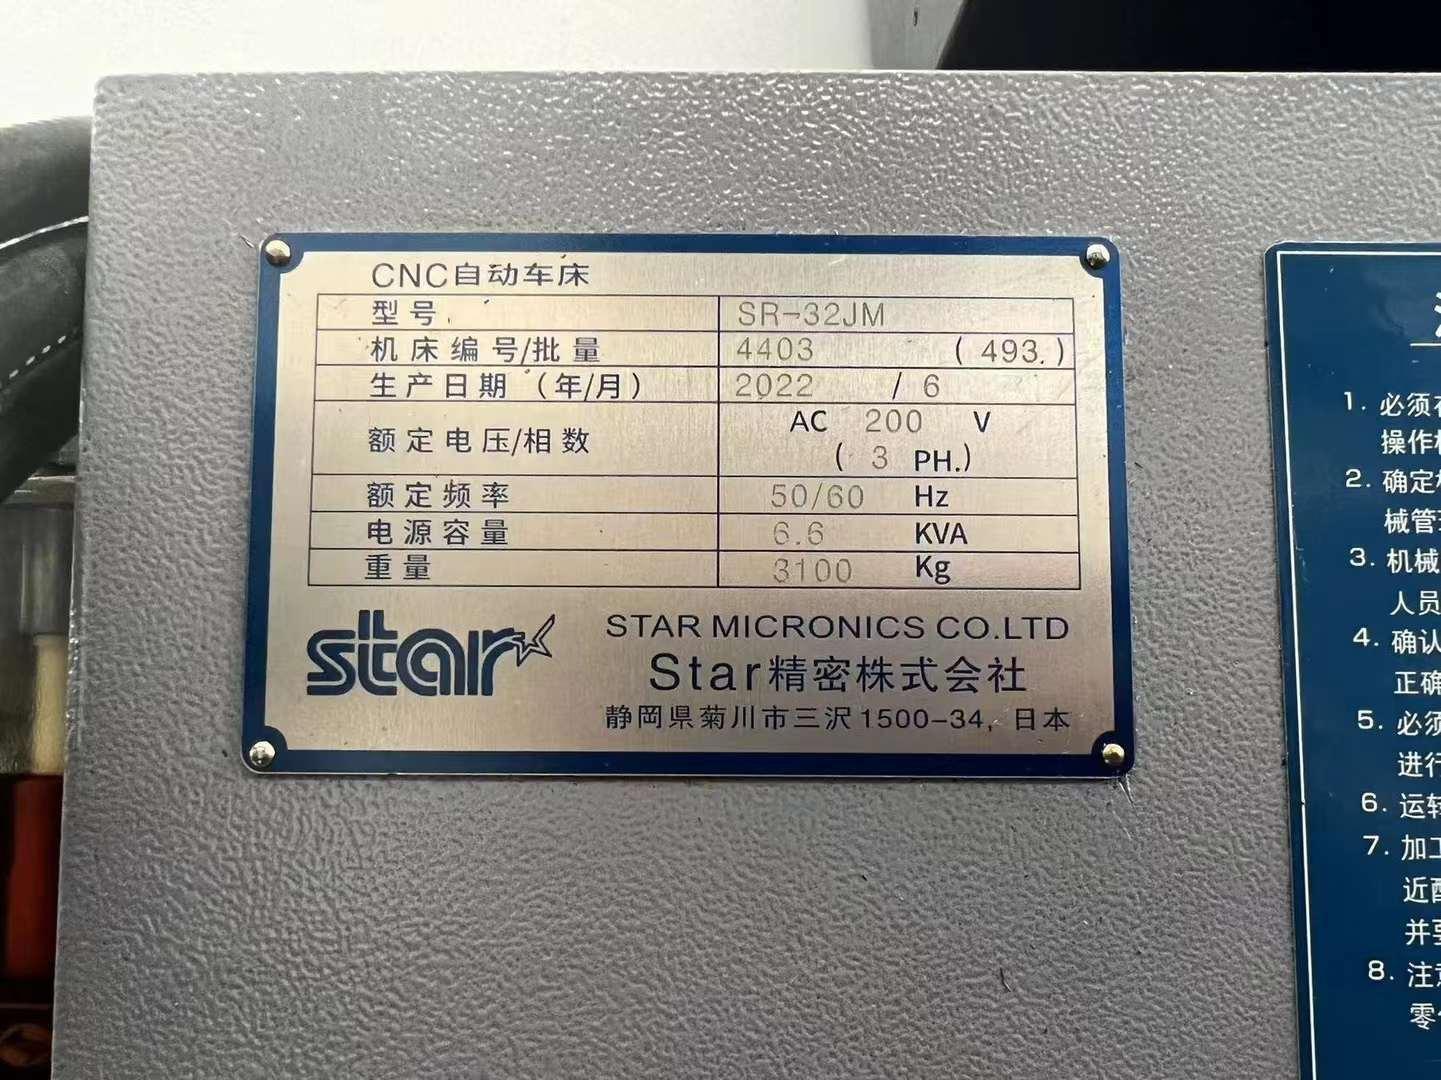 CNC自动车床
型号 SR-32JM
机床编号/批量 4403 (493.)
生产日期（年/月） 2022 / 6
额定电压/相数 AC 200 V
( 3 PH.)
额定频率 50/60 Hz
电源容量 6.6 KVA
重量 3100 Kg
star
STAR MICRONICS CO.LTD
Star精密株式会社
静岡県菊川市三沢1500-34, 日本
1. 必须
操作
2. 确定
械管
3. 机械
人员
4. 确认
正确
5. 必须
进行
6. 运转
7. 加工
近配
并要
8. 注意
零